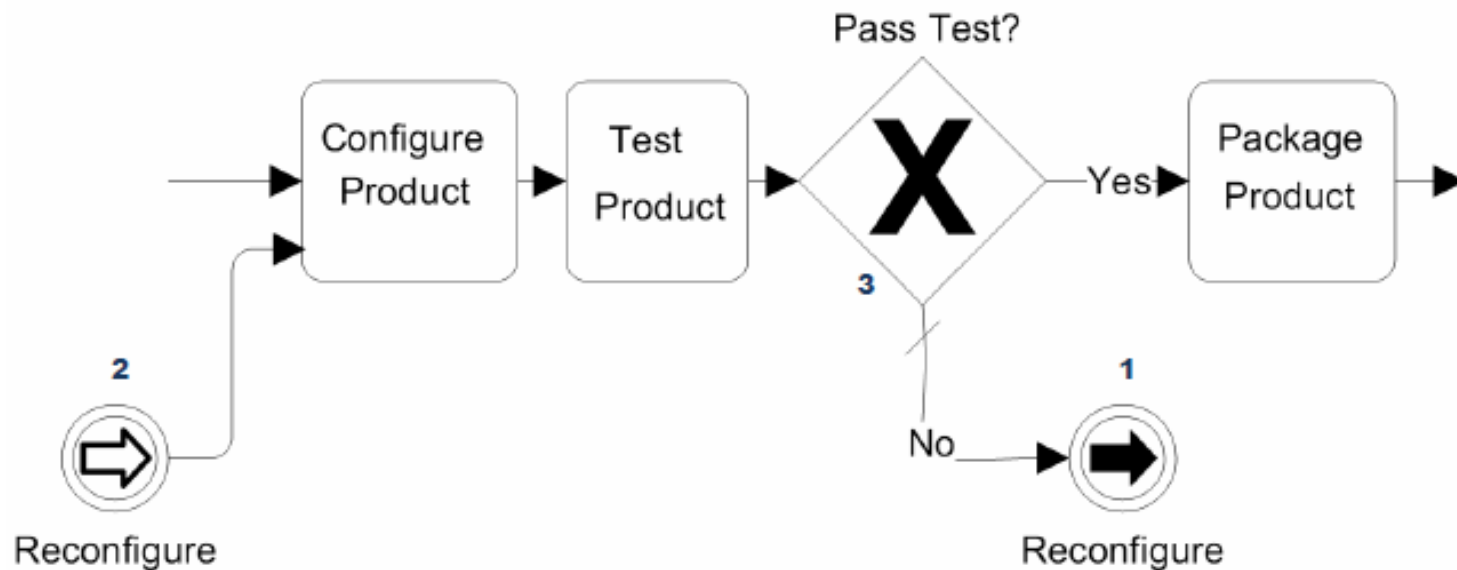 Pass Test?
Configure
Product
Test
Product
X
Yes
Package
Product
3
2
1
No
Reconfigure
Reconfigure